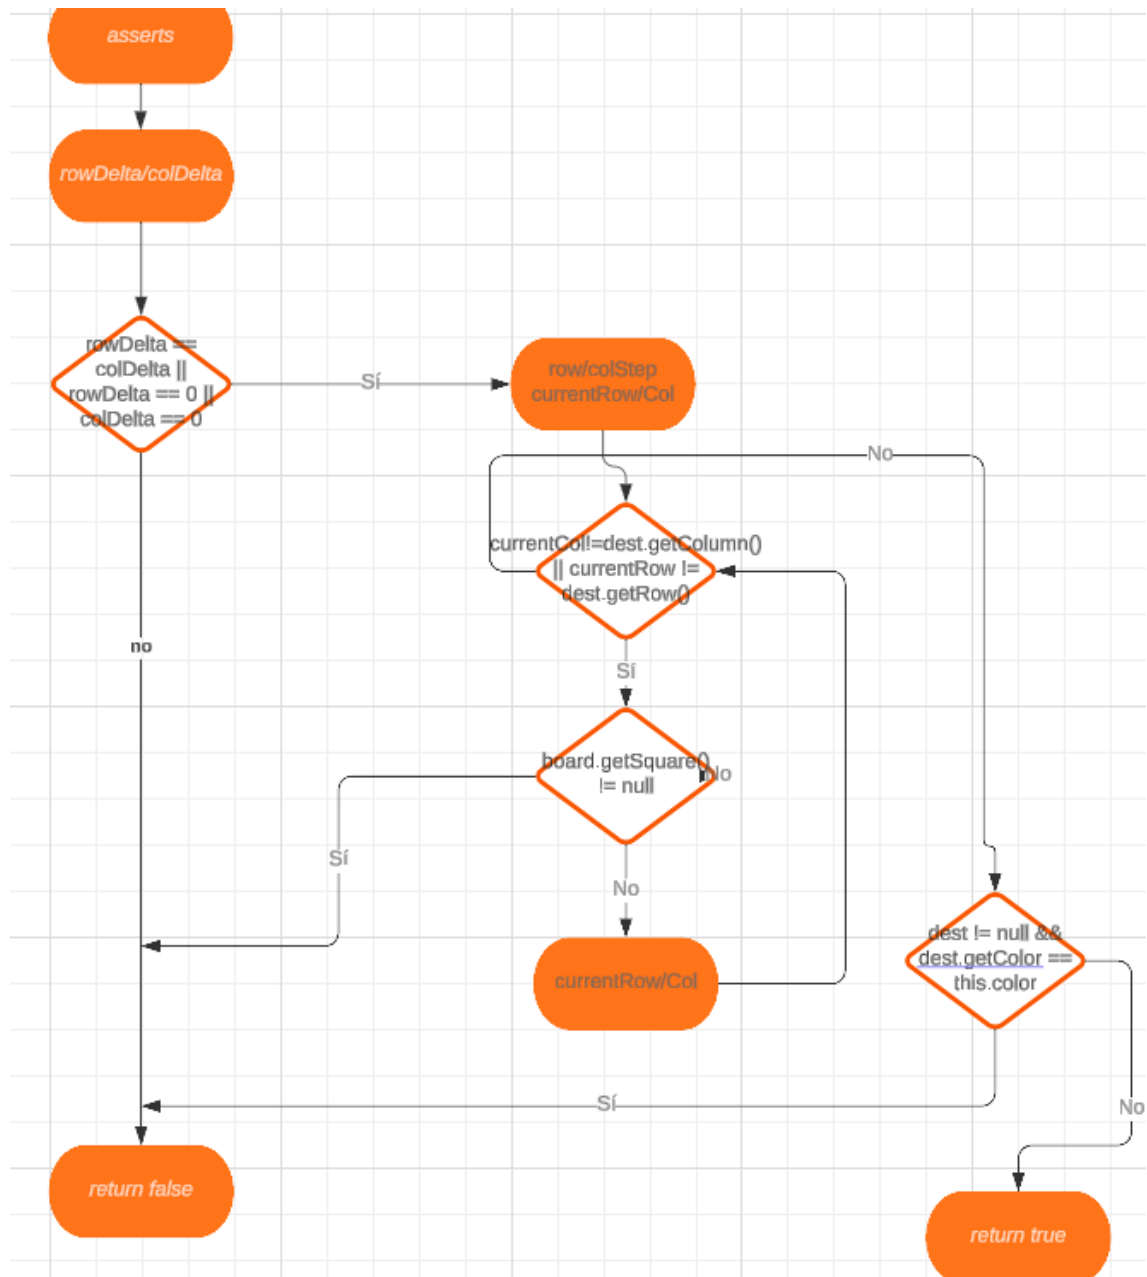 asserts
rowDelta/colDelta
rowDelta ==
colDelta ||
rowDelta == 0 ||
colDelta == 0
Sí
row/colStep
currentRow/Col
No
currentCol!=dest.getColumn()
|| currentRow !=
dest.getRow()
no
Sí
board.getSquare()
!= null
No
Sí
No
currentRow/Col
dest != null &&
dest.getColor ==
this.color
Sí
No
return false
return true